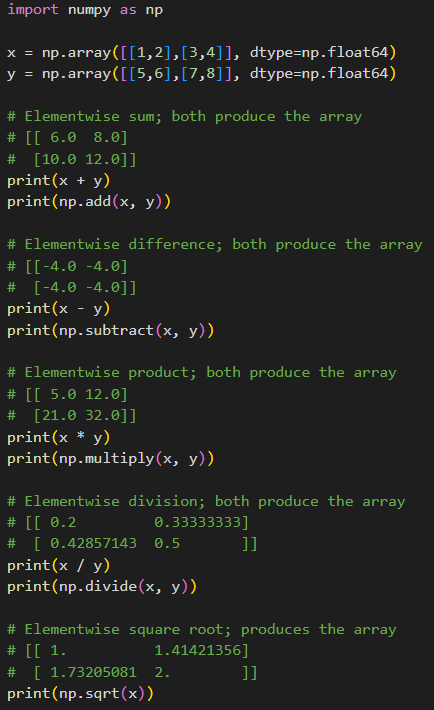 import numpy as np

x = np.array([[1,2],[3,4]], dtype=np.float64)
y = np.array([[5,6],[7,8]], dtype=np.float64)

# Elementwise sum; both produce the array
# [[ 6.0  8.0]
#  [10.0 12.0]]
print(x + y)
print(np.add(x, y))

# Elementwise difference; both produce the array
# [[-4.0 -4.0]
#  [-4.0 -4.0]]
print(x - y)
print(np.subtract(x, y))

# Elementwise product; both produce the array
# [[ 5.0 12.0]
#  [21.0 32.0]]
print(x * y)
print(np.multiply(x, y))

# Elementwise division; both produce the array
# [[ 0.2         0.33333333]
#  [ 0.42857143  0.5       ]]
print(x / y)
print(np.divide(x, y))

# Elementwise square root; produces the array
# [[ 1.          1.41421356]
#  [ 1.73205081  2.        ]]
print(np.sqrt(x))